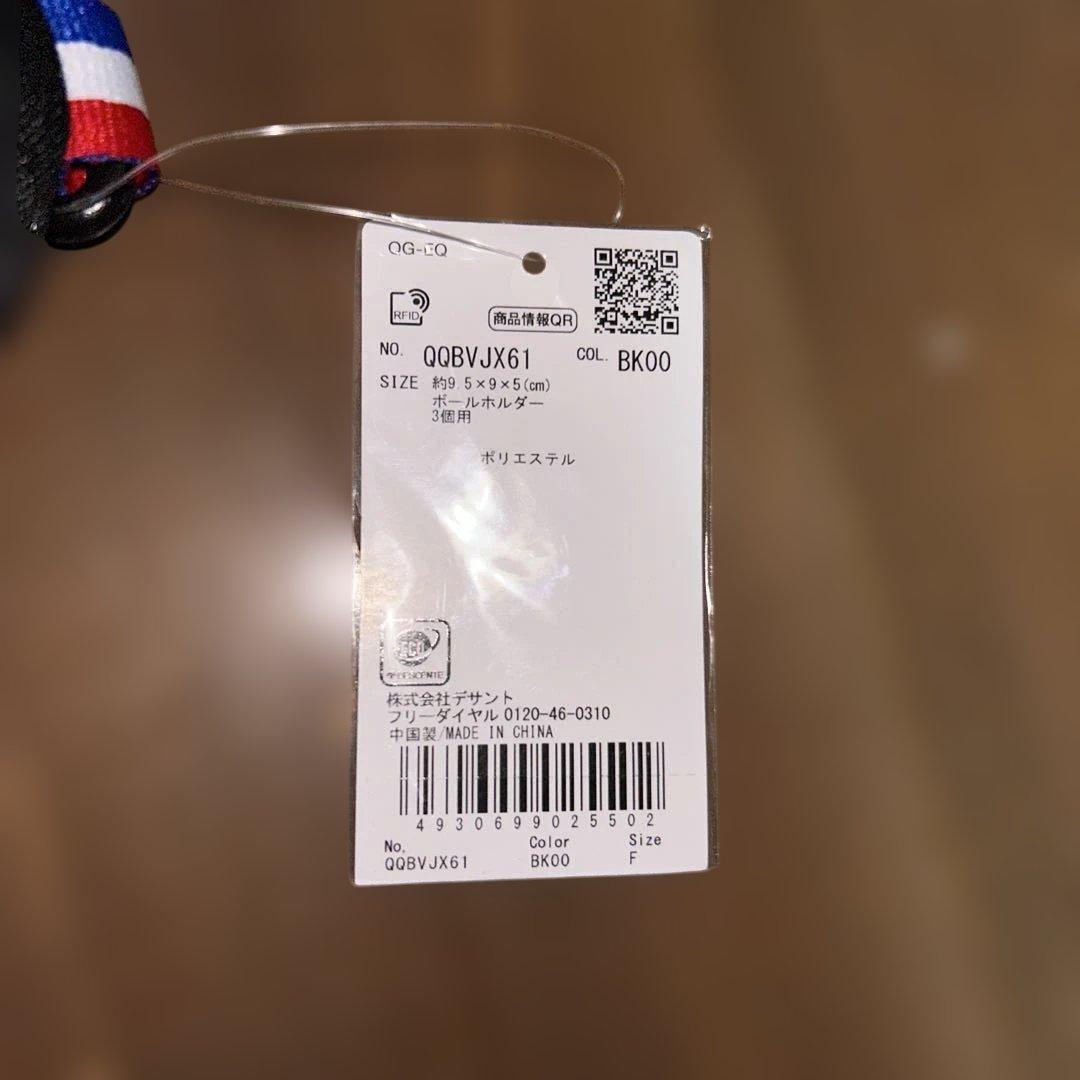 QG-EQ
RFID
商品情報QR
NO. QQBVJX61 COL. BK00
SIZE 約9.5×9×5(cm)
ボールホルダー
3個用
ポリエステル
ECO
DESCENTE
株式会社デサント
フリーダイヤル 0120-46-0310
中国製/MADE IN CHINA
4930699025502
No. Color Size
QQBVJX61 BK00 F